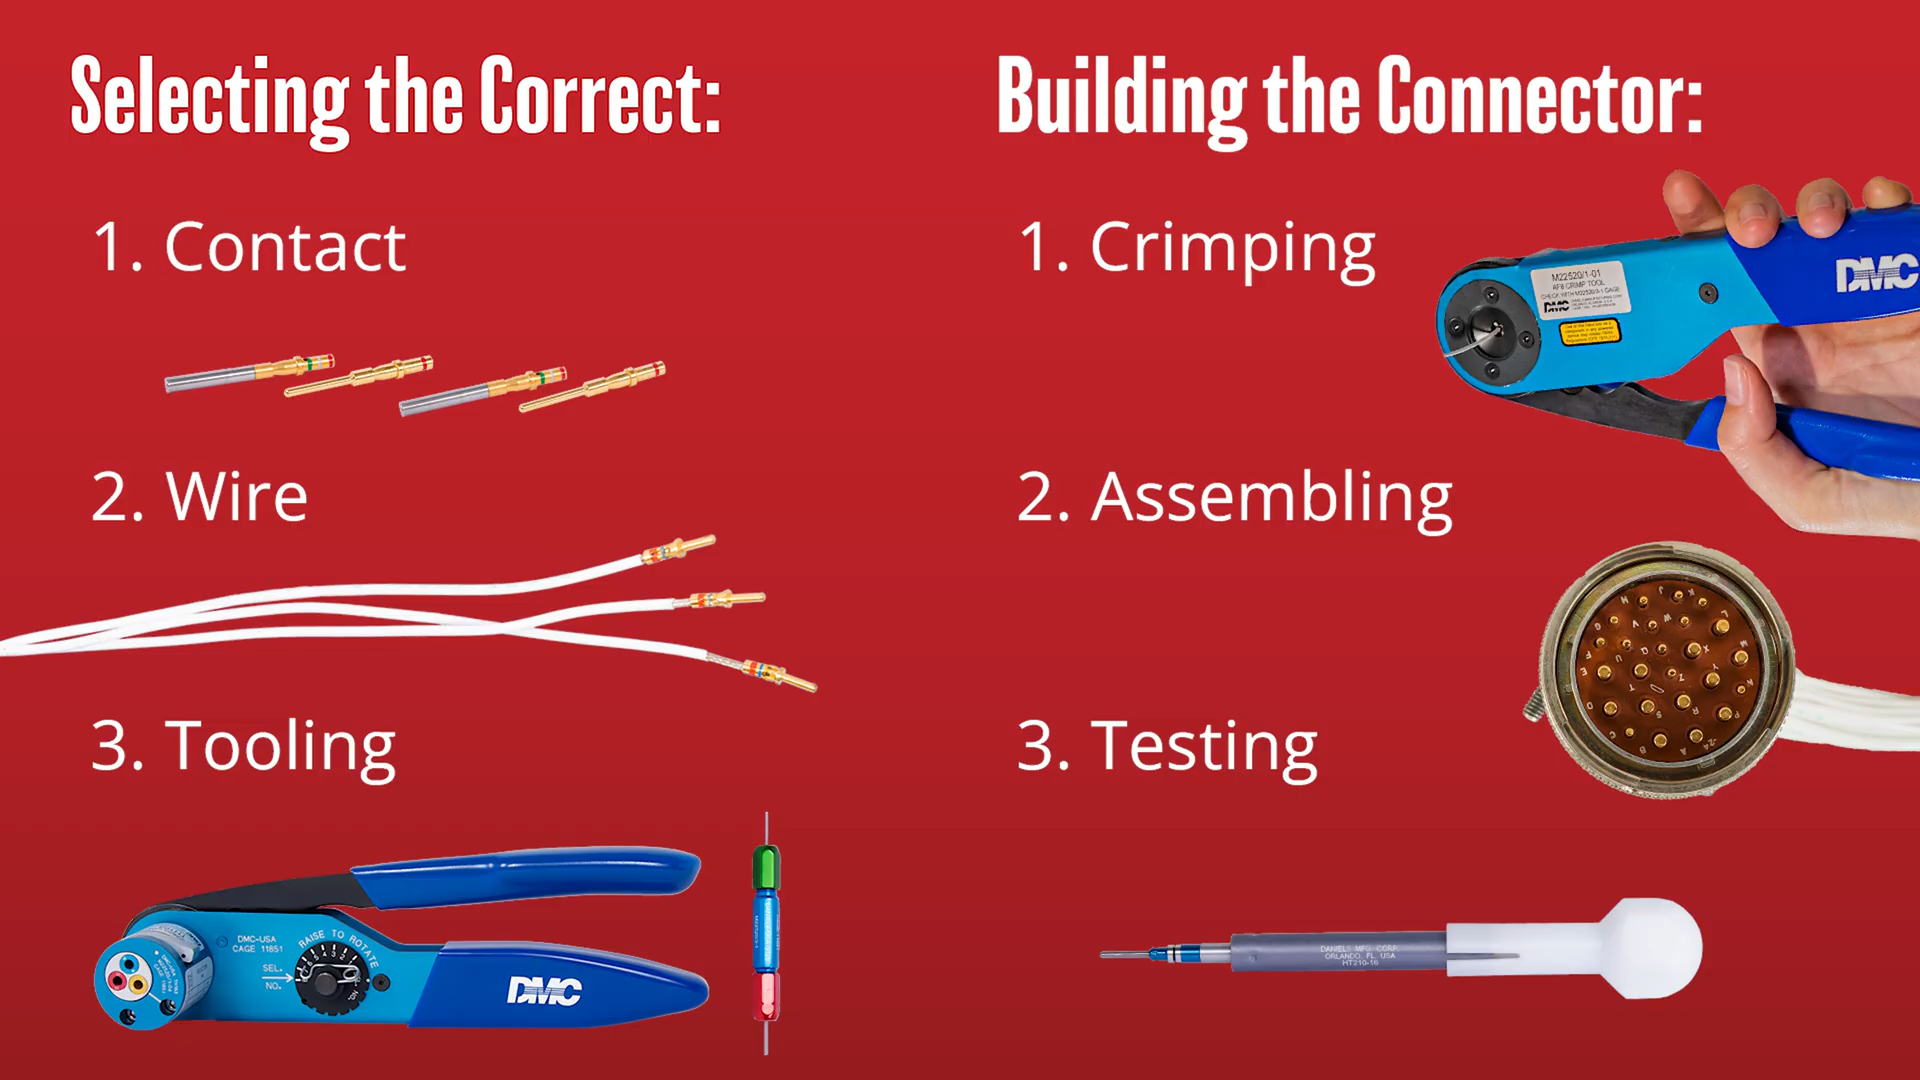 Selecting the Correct:
1. Contact
2. Wire
3. Tooling
DMC-USA
CAGE 11851
RAISE TO ROTATE
SEL.
NO.
DMC
Building the Connector:
1. Crimping
M22520/1-01
AF8 CRIMP TOOL
DMC
DMC
2. Assembling
3. Testing
DANIELS MFG. CORP.
ORLANDO, FL. USA
HT210-16